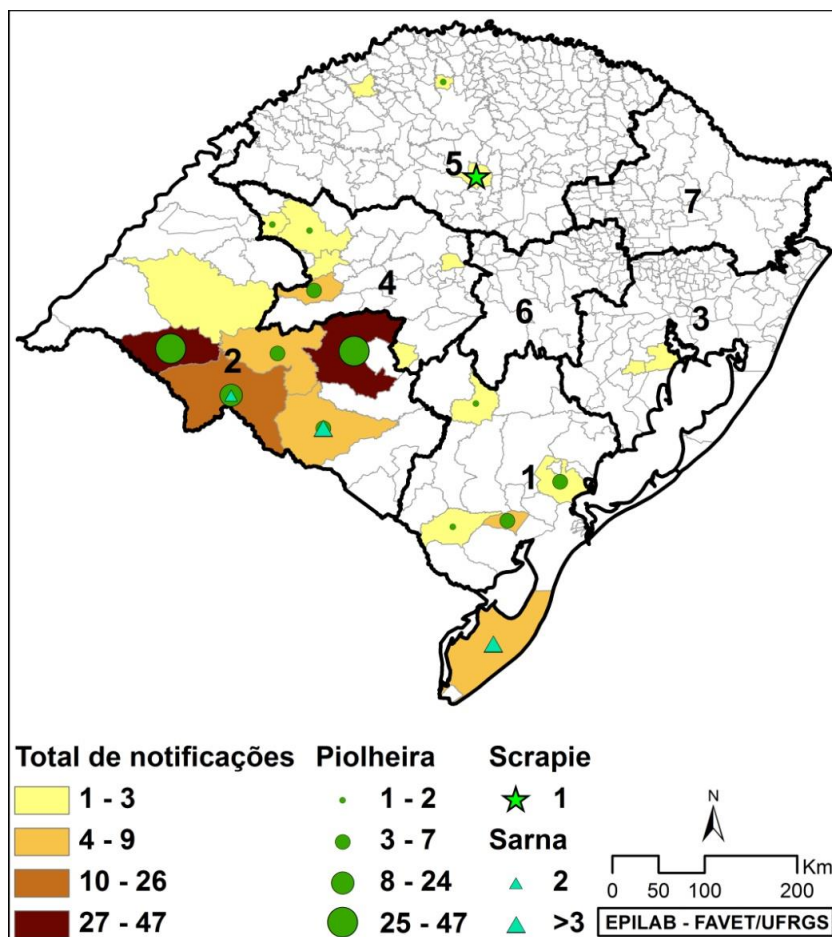 5
7
4
6
3
2
1
Total de notificações
1 - 3
4 - 9
10 - 26
27 - 47
Piolheira
1 - 2
3 - 7
8 - 24
25 - 47
Scrapie
1
Sarna
2
>3
N
Km
0 50 100 200
EPILAB - FAVET/UFRGS